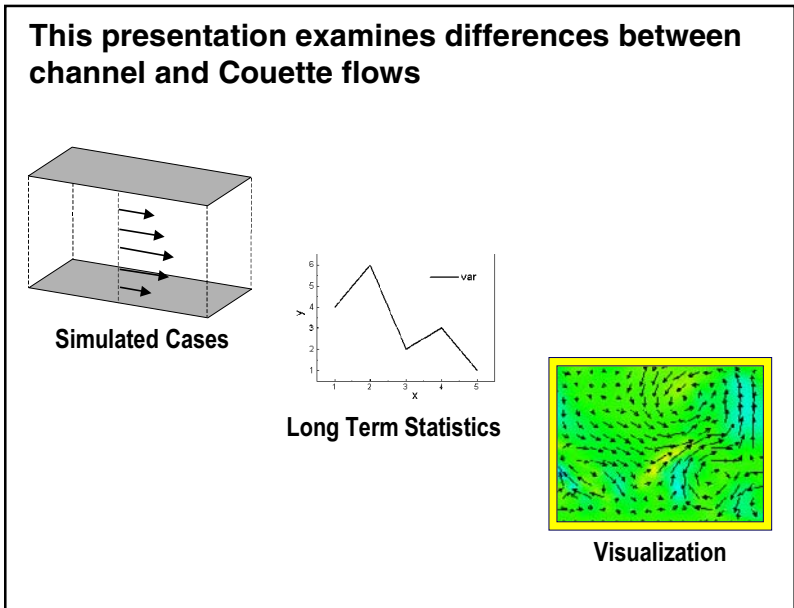 This presentation examines differences between
channel and Couette flows
Simulated Cases
6
5
4
3
2
1
y
var
1 2 3 4 5
x
Long Term Statistics
Visualization